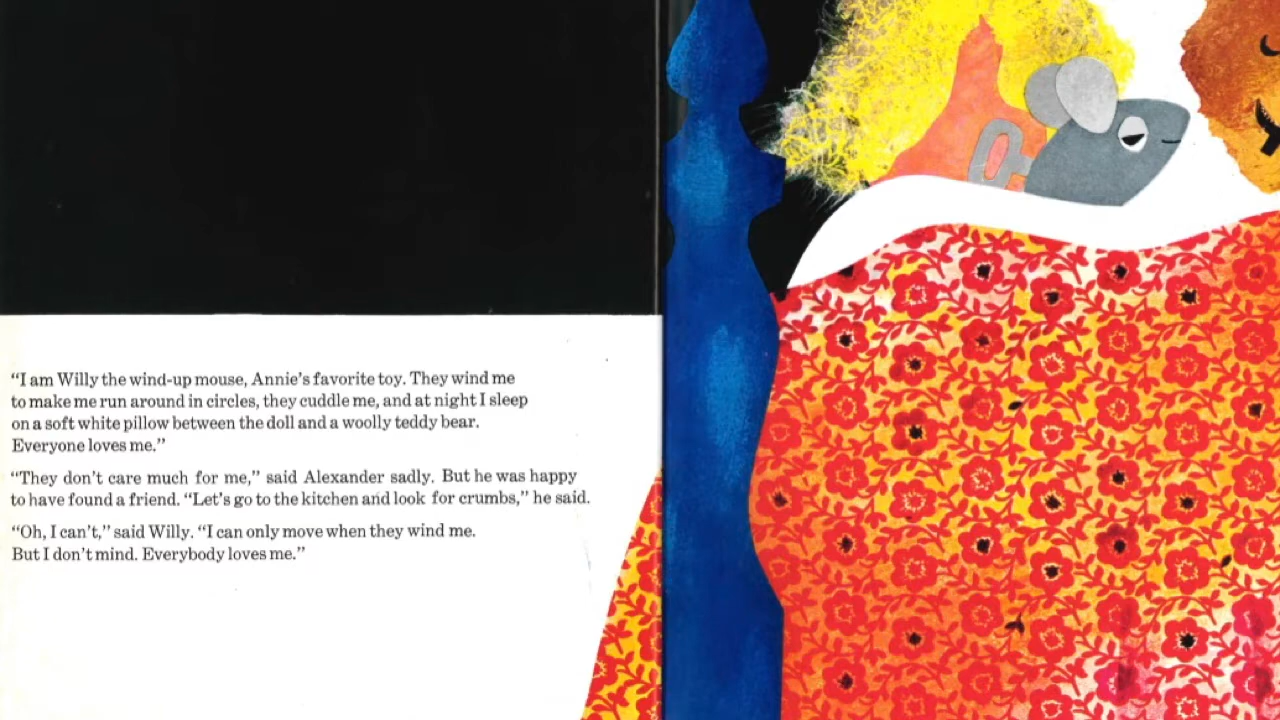 “I am Willy the wind-up mouse, Annie’s favorite toy. They wind me
to make me run around in circles, they cuddle me, and at night I sleep
on a soft white pillow between the doll and a woolly teddy bear.
Everyone loves me.”
“They don’t care much for me,” said Alexander sadly. But he was happy
to have found a friend. “Let’s go to the kitchen and look for crumbs,” he said.
“Oh, I can’t,” said Willy. “I can only move when they wind me.
But I don’t mind. Everybody loves me.”